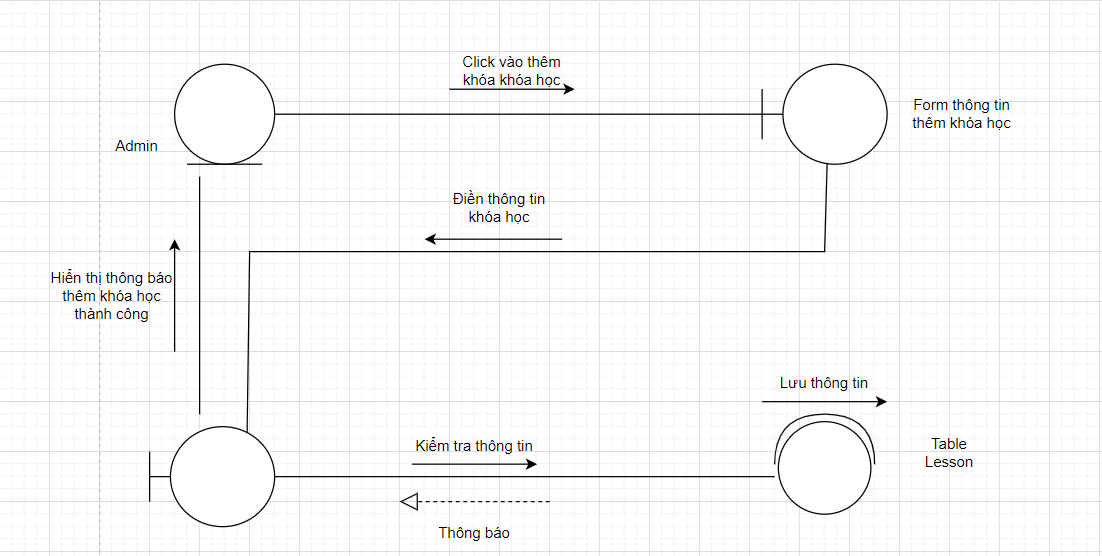 Click vào thêm
khóa khóa học
Form thông tin
thêm khóa học
Admin
Điền thông tin
khóa học
Hiển thị thông báo
thêm khóa học
thành công
Lưu thông tin
Kiểm tra thông tin
Table
Lesson
Thông báo